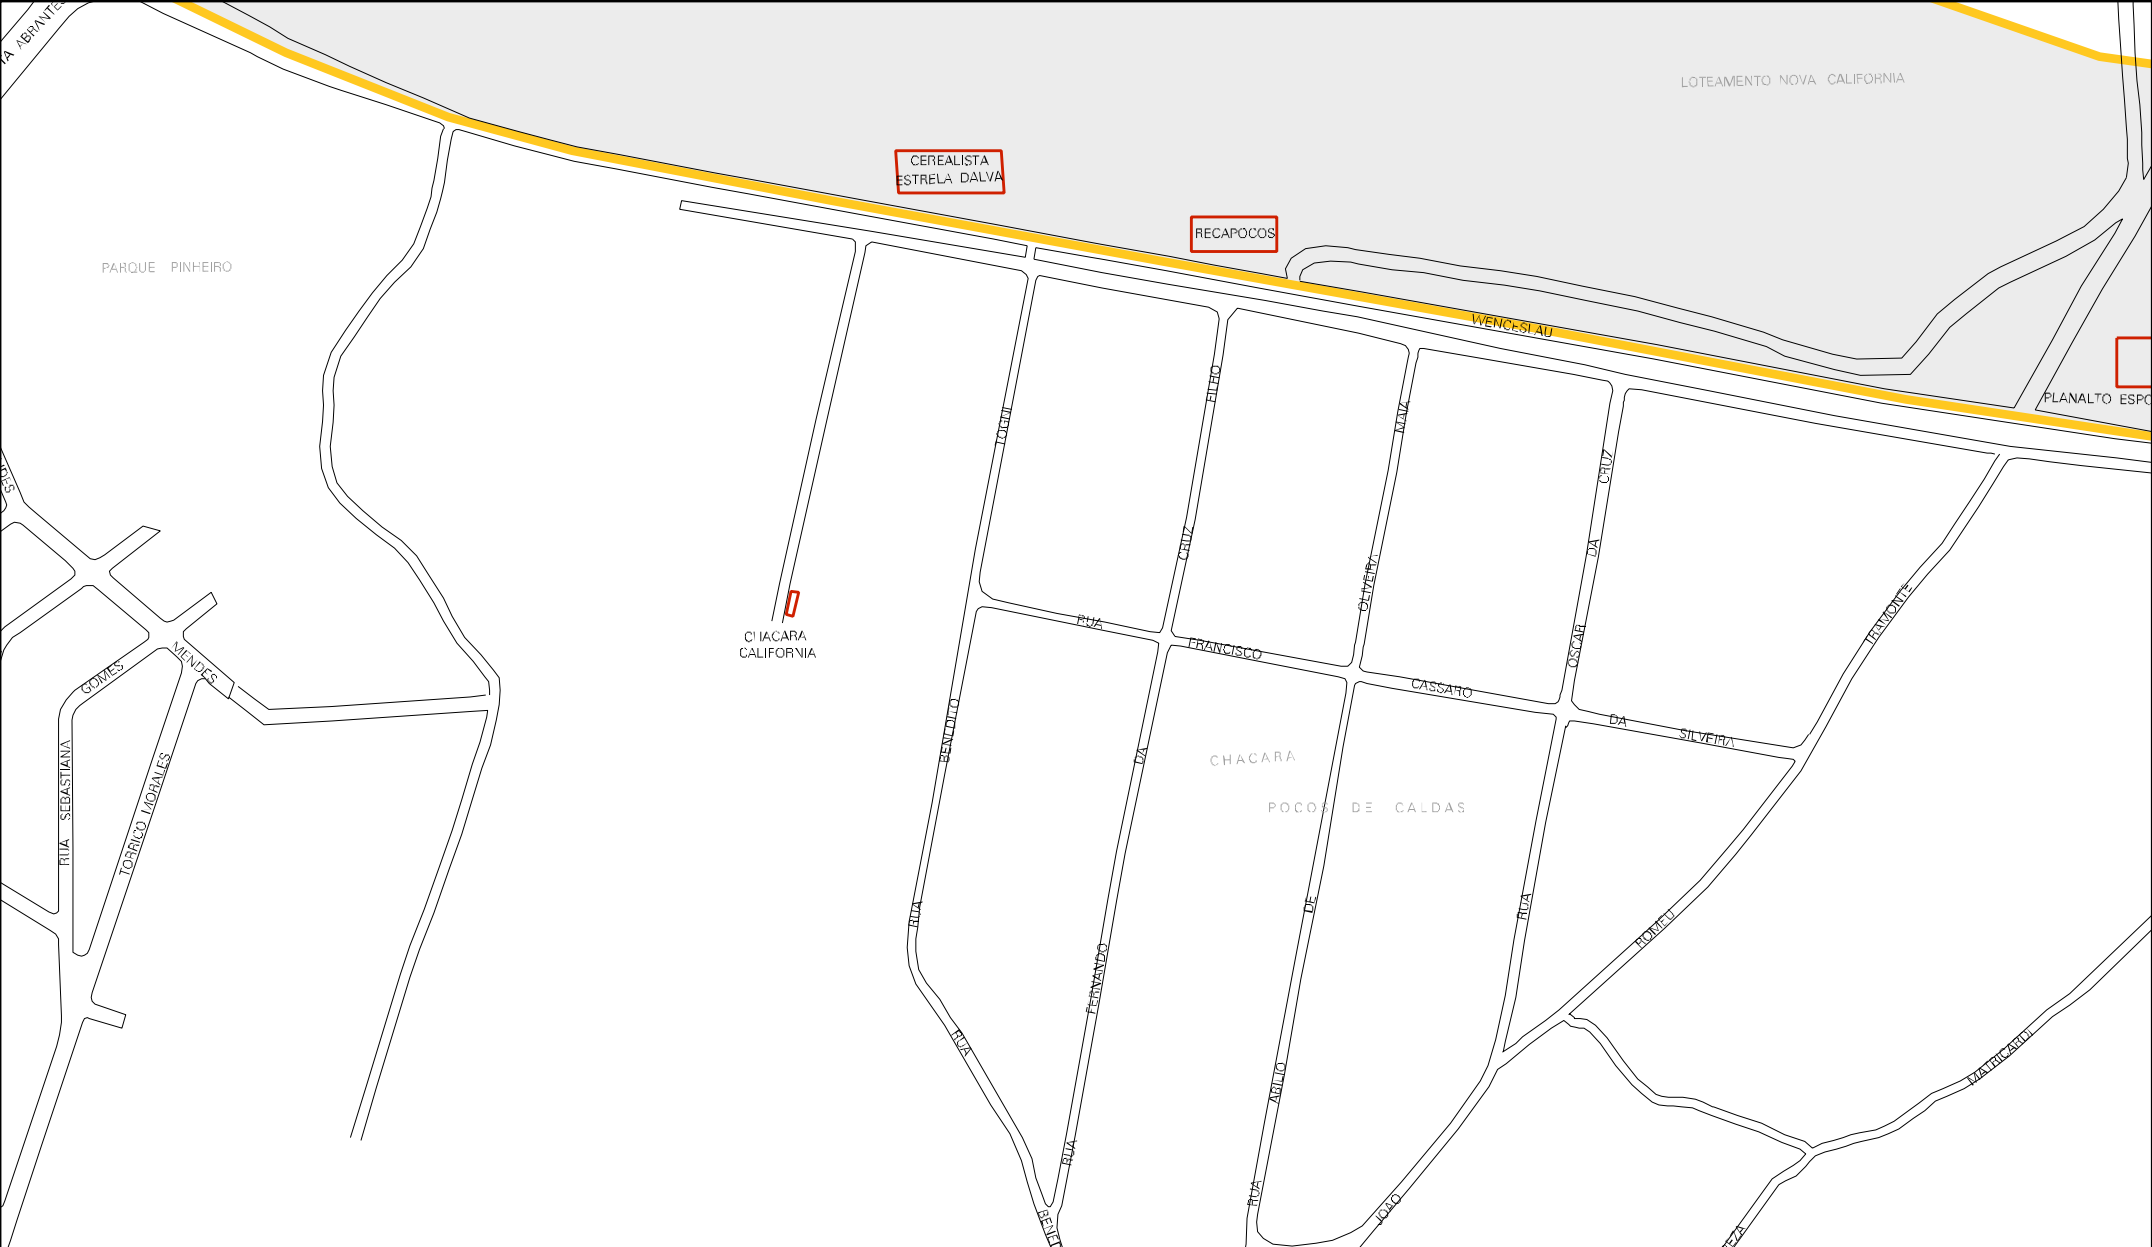 ABRANTES
LOTEAMENTO NOVA CALIFORNIA
CEREALISTA
ESTRELA DALVA
RECAPOCOS
PARQUE PINHEIRO
WENCESLAU
PLANALTO ESPO
TOGNI
FILHO
MAIA
CRUZ
CRUZ
DA
OLIVEIRA
OSCAR
TRAMONTE
CHACARA
CALIFORNIA
RUA
FRANCISCO
CASSARO
DA
SILVEIRA
MENDES
GOMES
RUA SEBASTIANA
TORRICO MORALES
BENEDITO
DA
CHACARA
POCOS DE CALDAS
RUA
DE
RUA
ROMEU
FERNANDO
RUA
ABILIO
MATRICARDI
RUA
RUA
JOAO